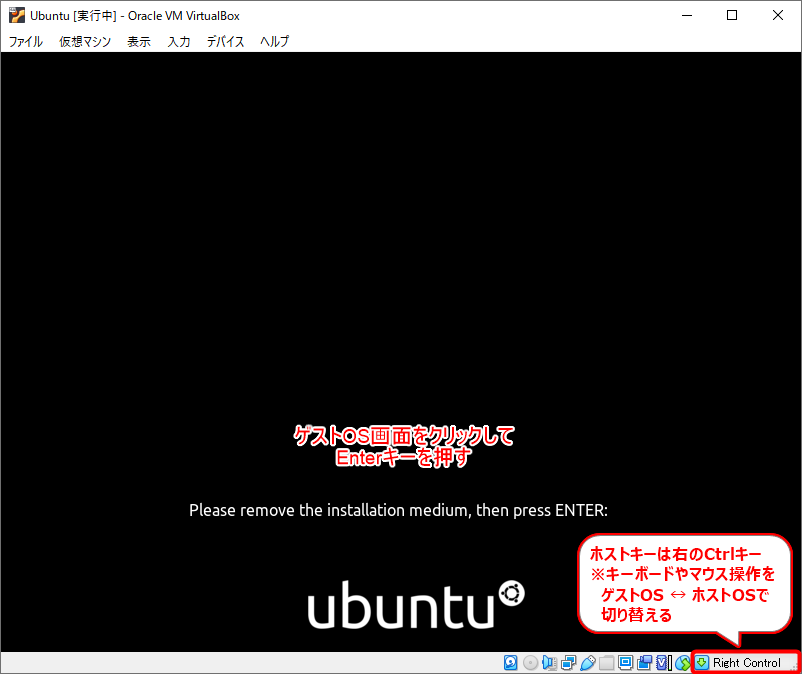 Ubuntu [実行中] - Oracle VM VirtualBox
ファイル 仮想マシン 表示 入力 デバイス ヘルプ
ゲストOS画面をクリックして
Enterキーを押す
Please remove the installation medium, then press ENTER:
ubuntu
ホストキーは右のCtrlキー
※キーボードやマウス操作を
ゲストOS ↔ ホストOSで
切り替える
Right Control